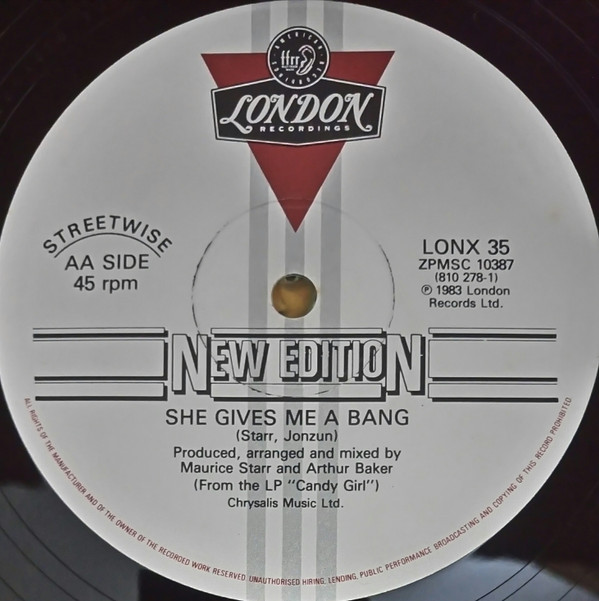 AMERICAN RECORDINGS
ffrr
LONDON
RECORDINGS
STREETWISE
AA SIDE
45 rpm
LONX 35
ZPMSC 10387
(810 278-1)
℗ 1983 London
Records Ltd.
NEW EDITION
SHE GIVES ME A BANG
(Starr, Jonzun)
Produced, arranged and mixed by
Maurice Starr and Arthur Baker
(From the LP "Candy Girl")
Chrysalis Music Ltd.
ALL RIGHTS OF THE MANUFACTURER AND OF THE OWNER OF THE RECORDED WORK RESERVED. UNAUTHORISED HIRING, LENDING, PUBLIC PERFORMANCE BROADCASTING AND COPYING OF THIS RECORD PROHIBITED